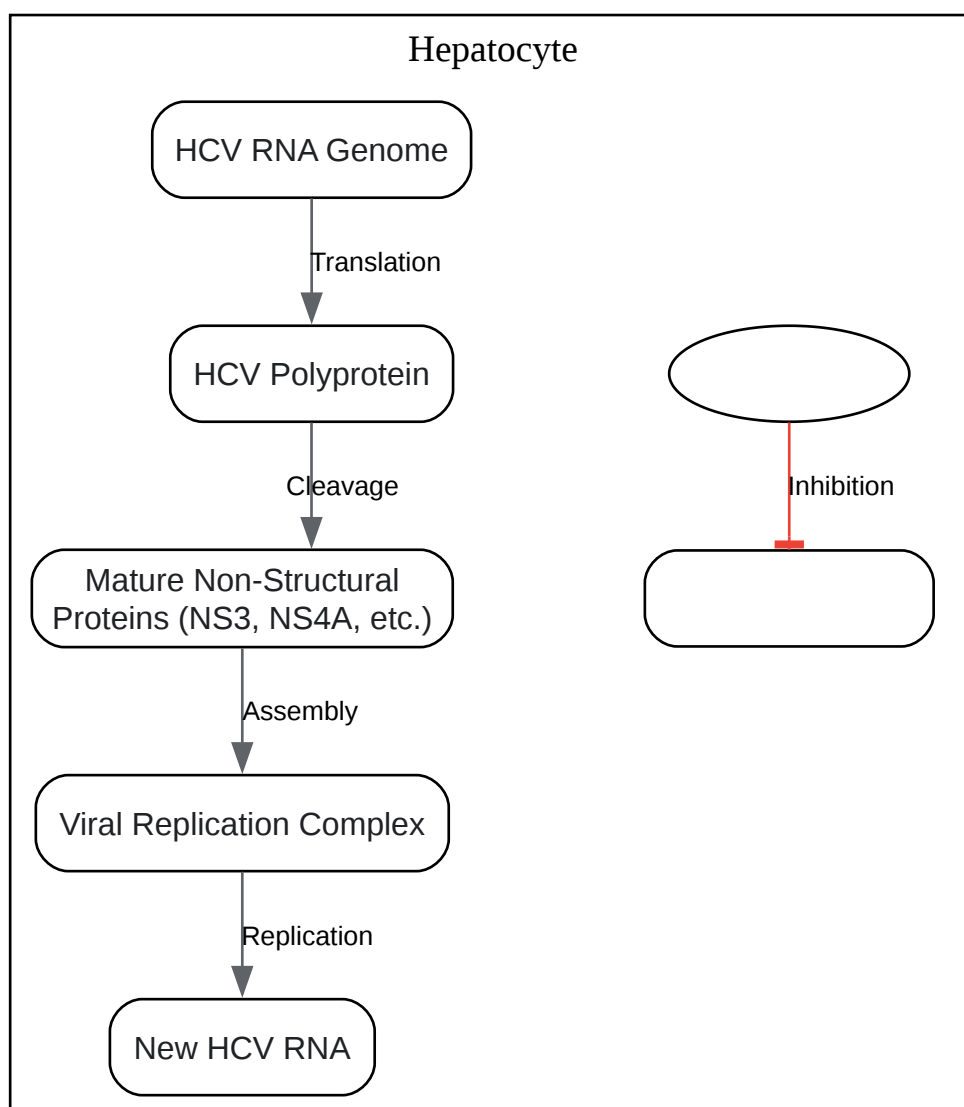 Hepatocyte
HCV RNA Genome
Translation
HCV Polyprotein
Cleavage
Inhibition
Mature Non-Structural
Proteins (NS3, NS4A, etc.)
Assembly
Viral Replication Complex
Replication
New HCV RNA